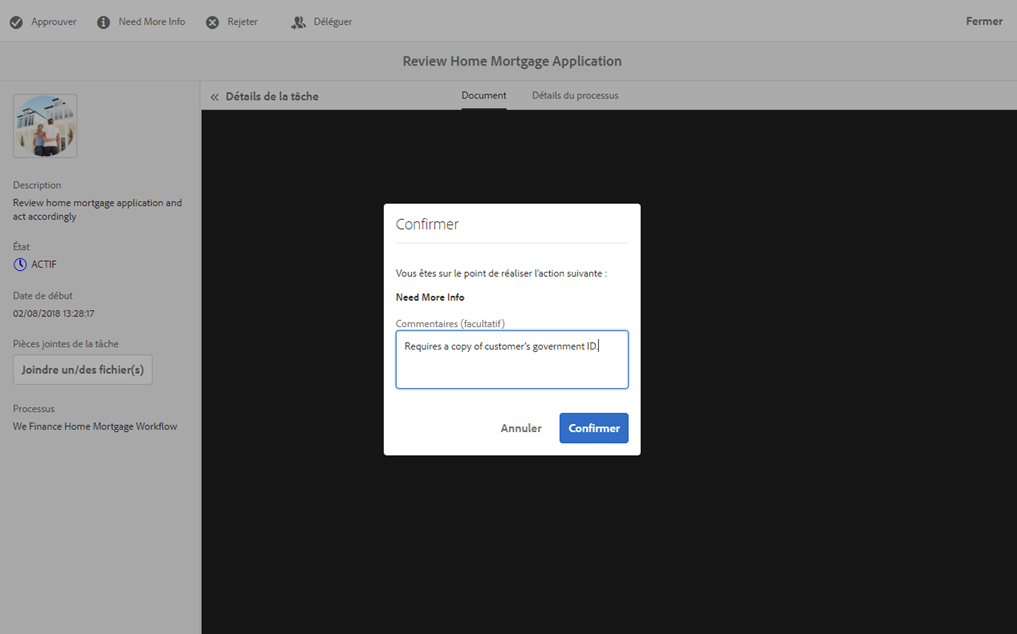 Approuver
Need More Info
Rejeter
Déléguer
Fermer
Review Home Mortgage Application
« Détails de la tâche
Document
Détails du processus
Description
Review home mortgage application and
act accordingly
État
ACTIF
Date de début
02/08/2018 13:28:17
Pièces jointes de la tâche
Joindre un/des fichier(s)
Processus
We Finance Home Mortgage Workflow
Confirmer
Vous êtes sur le point de réaliser l'action suivante :
Need More Info
Commentaires (facultatif)
Requires a copy of customer's government ID.
Annuler
Confirmer